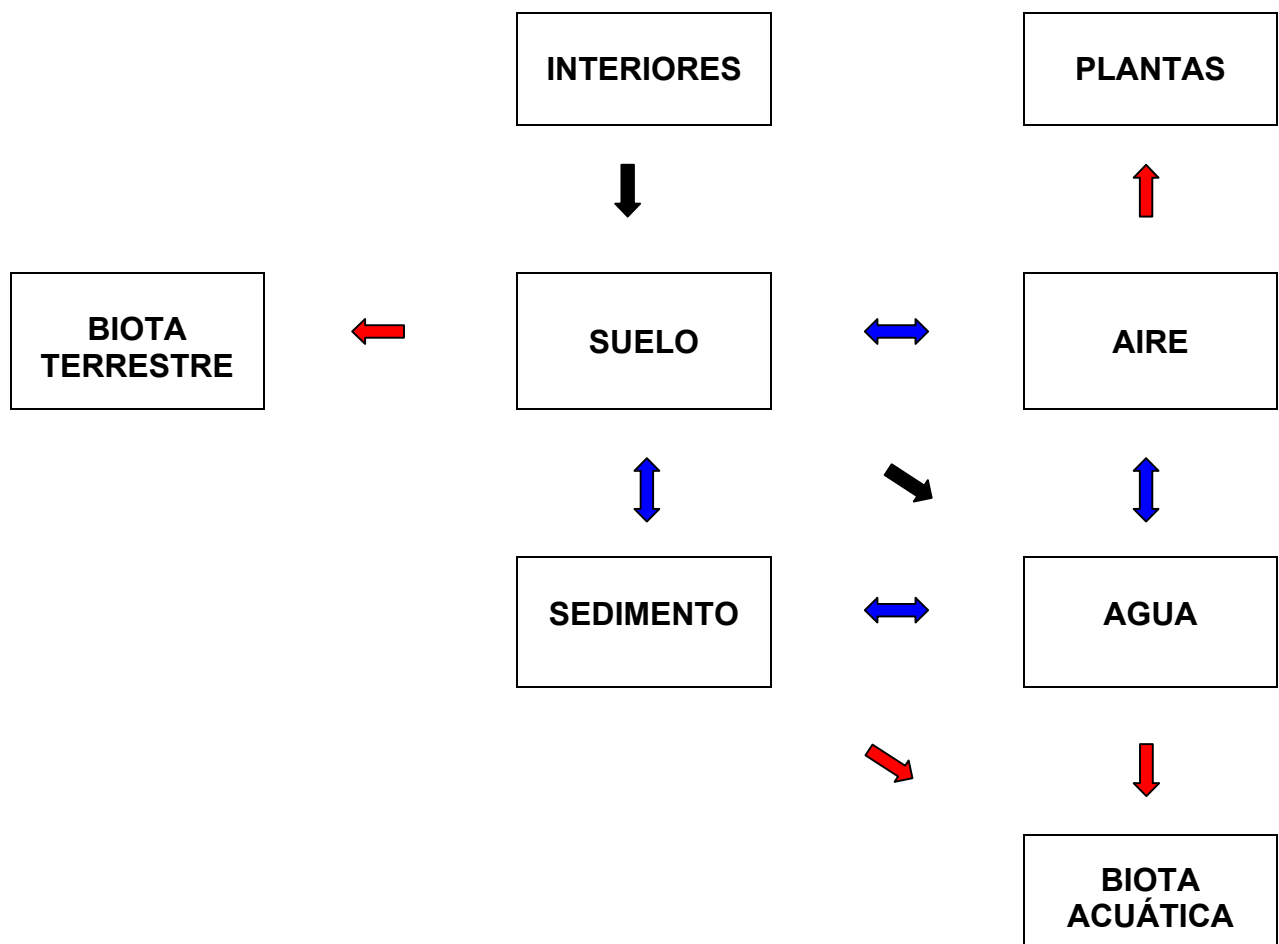 INTERIORES
PLANTAS
BIOTA
TERRESTRE
SUELO
AIRE
SEDIMENTO
AGUA
BIOTA
ACUÁTICA